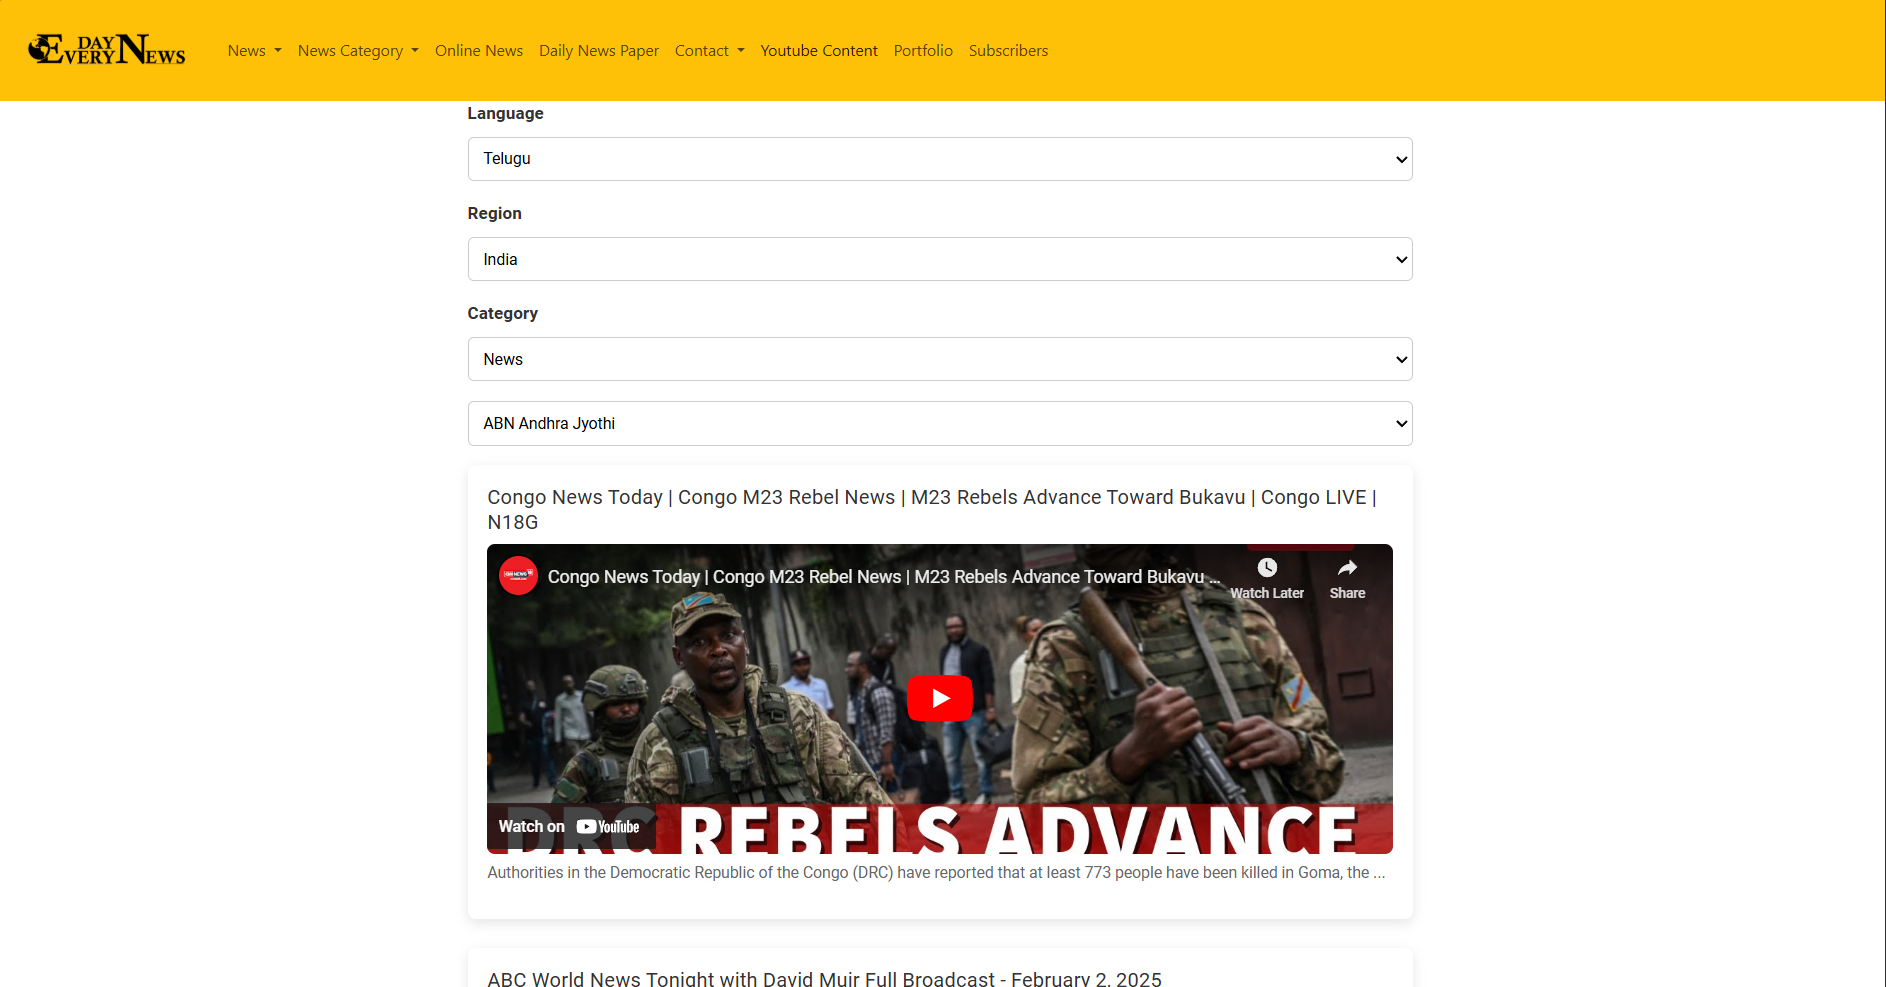 EVERY DAY NEWS
News
News Category
Online News
Daily News Paper
Contact
Youtube Content
Portfolio
Subscribers
Language
Telugu
Region
India
Category
News
ABN Andhra Jyothi
Congo News Today | Congo M23 Rebel News | M23 Rebels Advance Toward Bukavu | Congo LIVE |
N18G
Congo News Today | Congo M23 Rebel News | M23 Rebels Advance Toward Bukavu ...
Watch Later
Share
DRC REBELS ADVANCE
Watch on YouTube
Authorities in the Democratic Republic of the Congo (DRC) have reported that at least 773 people have been killed in Goma, the ...
ABC World News Tonight with David Muir Full Broadcast - February 2, 2025